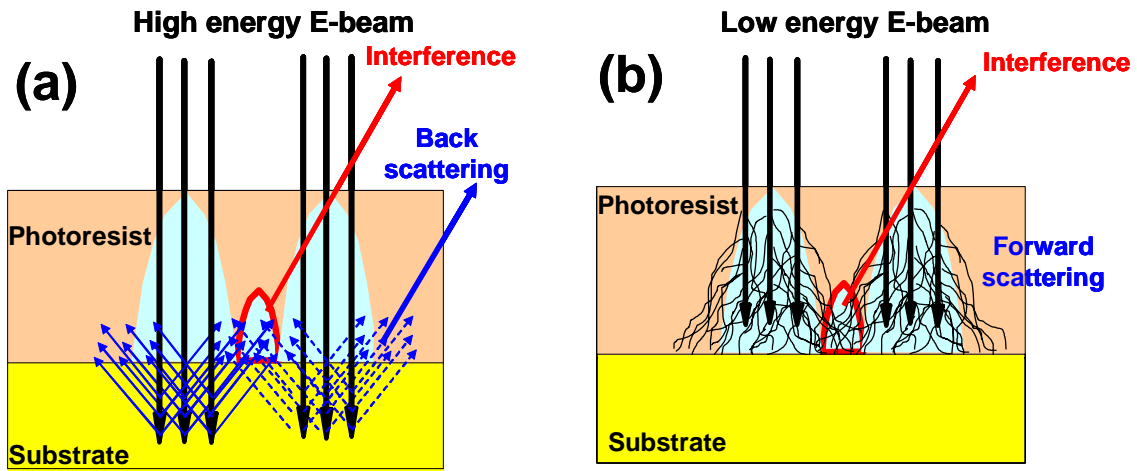 High energy E-beam
(a)
Interference
Back
scattering
Photoresist
Substrate
Low energy E-beam
(b)
Interference
Photoresist
Forward
scattering
Substrate